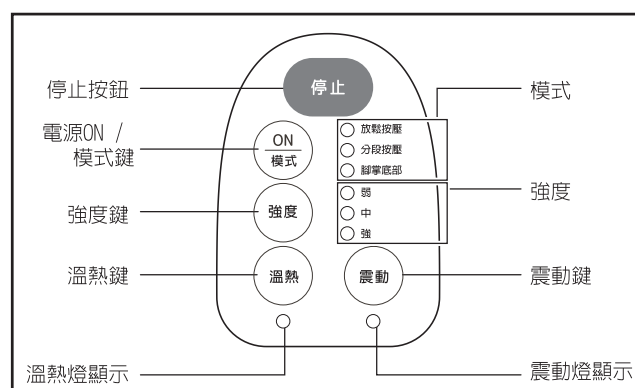 停止
停止按鈕
模式
電源ON /
模式鍵
ON
模式
放鬆按壓
分段按壓
腳掌底部
強度鍵
強度
弱
中
強
強度
溫熱鍵
溫熱
震動
震動鍵
溫熱燈顯示
震動燈顯示